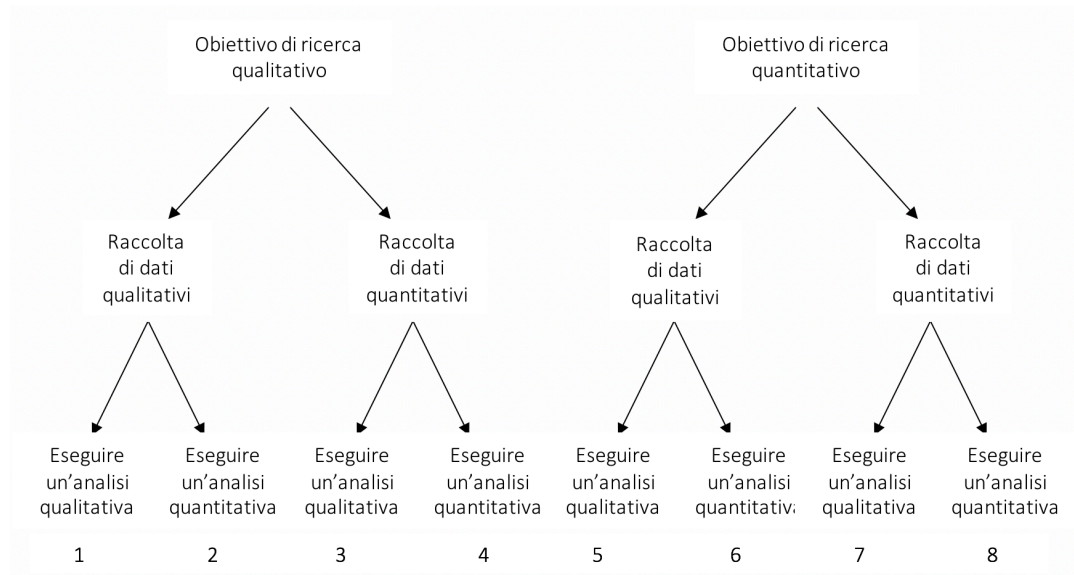 Obiettivo di ricerca
qualitativo
Obiettivo di ricerca
quantitativo
Raccolta
di dati
qualitativi
Raccolta
di dati
quantitativi
Raccolta
di dati
qualitativi
Raccolta
di dati
quantitativi
Eseguire
un’analisi
qualitativa
Eseguire
un’analisi
quantitativa
Eseguire
un’analisi
qualitativa
Eseguire
un’analisi
quantitativa
Eseguire
un’analisi
qualitativa
Eseguire
un’analisi
quantitativa
Eseguire
un’analisi
qualitativa
Eseguire
un’analisi
quantitativa
1 2 3 4 5 6 7 8